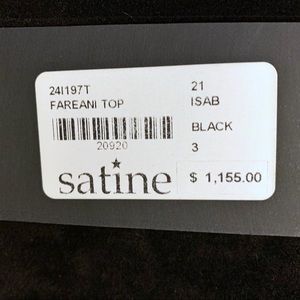 24I197T 21
FAREANI TOP ISAB
BLACK
20920 3
satine $ 1,155.00